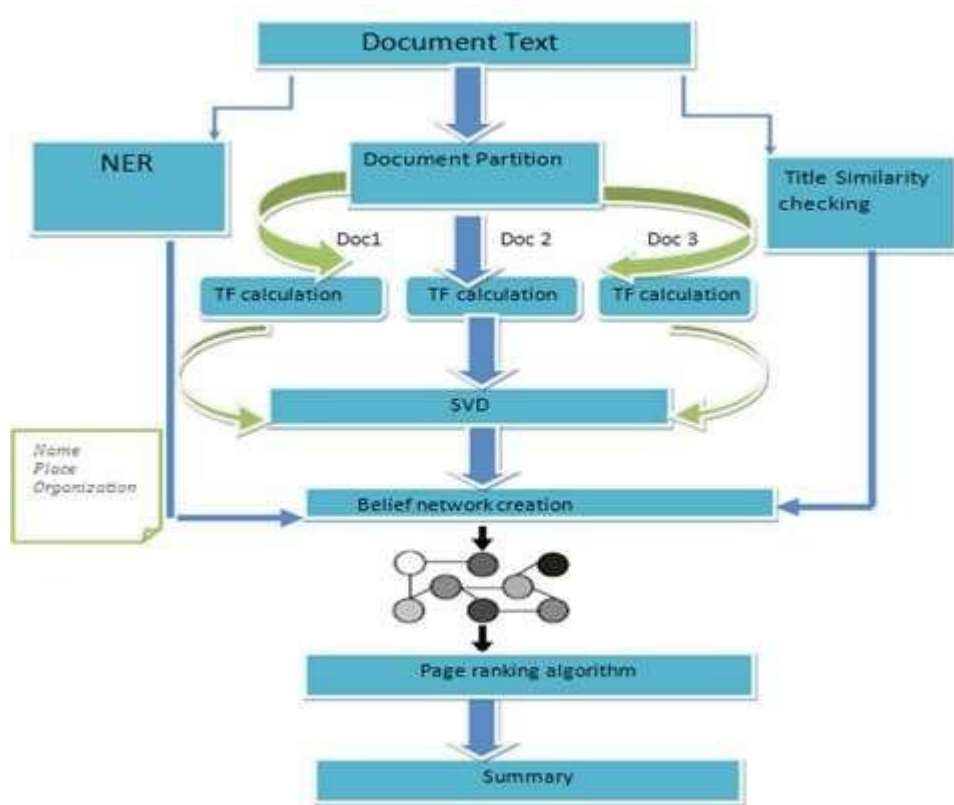 Document Text
NER
Document Partition
Title Similarity
checking
Doc1
Doc 2
Doc 3
TF calculation
TF calculation
TF calculation
SVD
Name
Place
Organization
Belief network creation
Page ranking algorithm
Summary